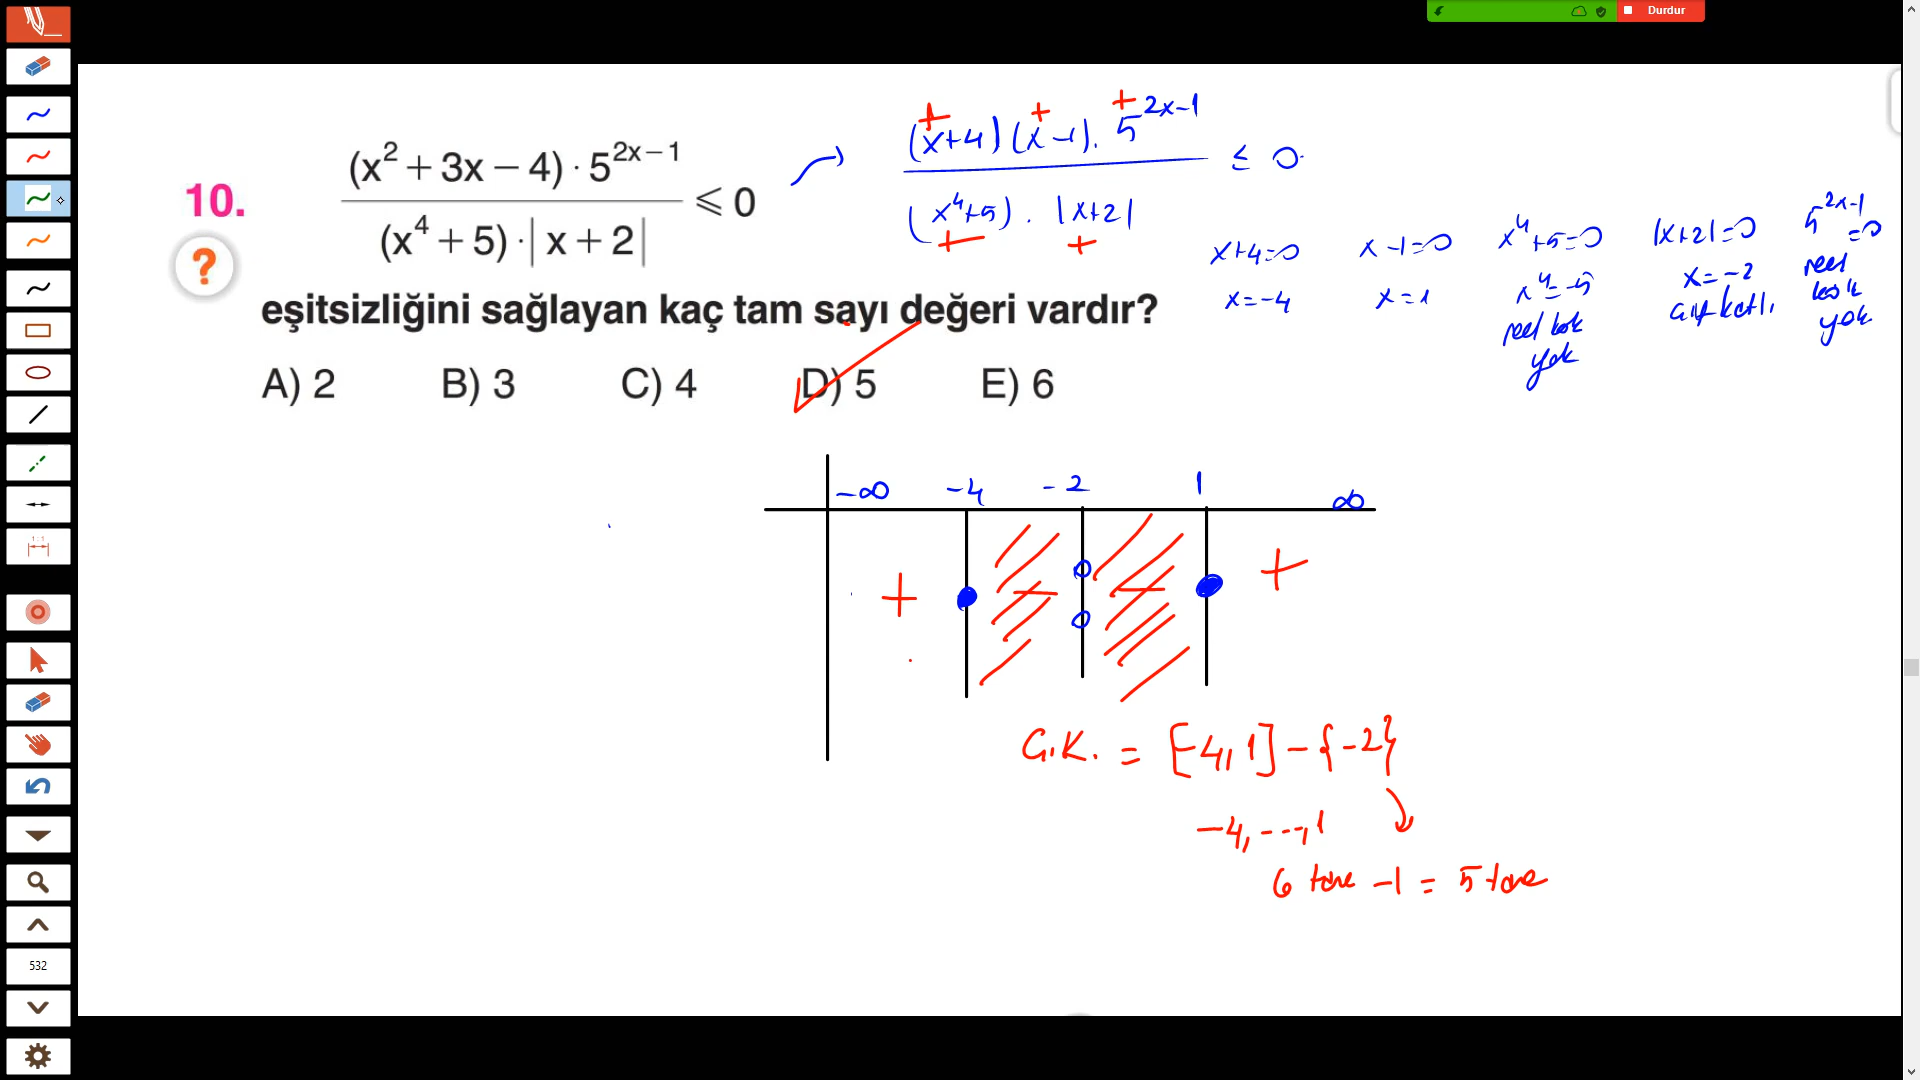 Durdur
10. (x² + 3x − 4) · 5^(2x−1) / (x⁴ + 5) · |x + 2| ⩽ 0
(x+4)(x−1). 5^(2x−1) / (x⁴+5) . |x+2| ≤ 0
?
eşitsizliğini sağlayan kaç tam sayı değeri vardır?
A) 2 B) 3 C) 4 D) 5 E) 6
+ + +
+ +
x+4=0 x−1=0 x⁴+5=0 |x+2|=0 5^(2x−1)=0
x=−4 x=1 x⁴=−5 x=−2 reel
reel kök çift katlı kök
yok yok
−∞ −4 −2 1 ∞
+ − − +
Ç.K. = [−4, 1] − {−2}
−4, ---, 1
6 tane −1 = 5 tane
1:1
532